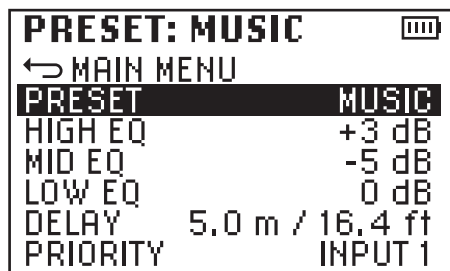 PRESET: MUSIC
MAIN MENU
PRESET MUSIC
HIGH EQ +3 dB
MID EQ -5 dB
LOW EQ 0 dB
DELAY 5.0 m / 16.4 ft
PRIORITY INPUT 1